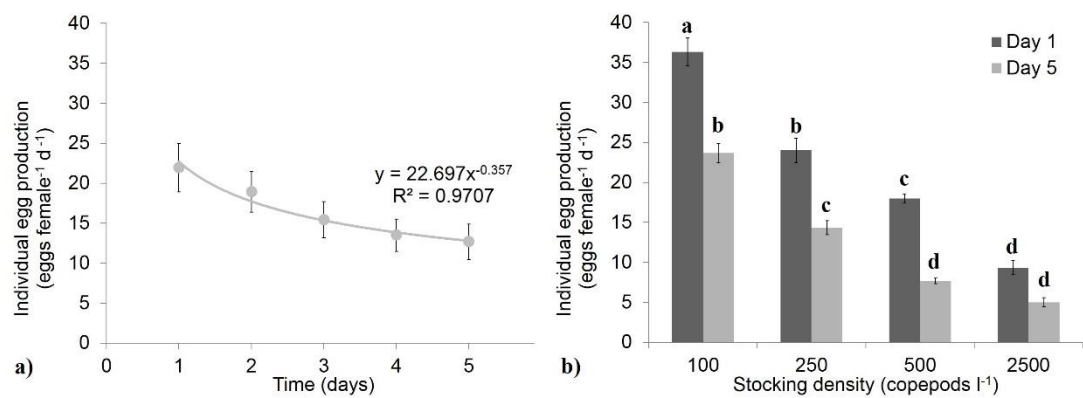 40
35
30
25
20
15
10
5
0
Individual egg production
(eggs female⁻¹ d⁻¹)
y = 22.697x⁻⁰·³⁵⁷
R² = 0.9707
0 1 2 3 4 5
Time (days)
a)
40
35
30
25
20
15
10
5
0
Individual egg production
(eggs female⁻¹ d⁻¹)
Day 1
Day 5
a
b
b
c
c
d
d
d
100 250 500 2500
Stocking density (copepods l⁻¹)
b)